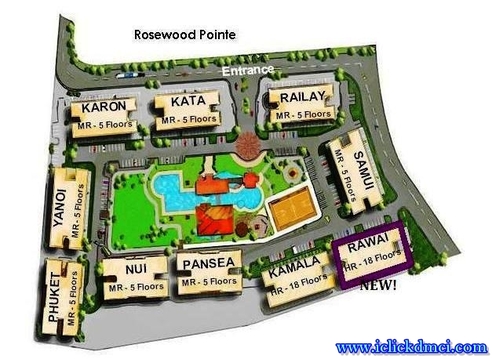 Rosewood Pointe
Entrance
KARON
MR - 5 Floors
KATA
MR - 5 Floors
RAILAY
MR - 5 Floors
SAMUI
MR - 5 Floors
YANOI
MR - 5 Floors
PHUKET
MR - 5 Floors
NUI
MR - 5 Floors
PANSEA
MR - 5 Floors
KAMALA
HR - 18 Floors
RAWAI
HR - 18 Floors
NEW!
www.iclickdmci.com